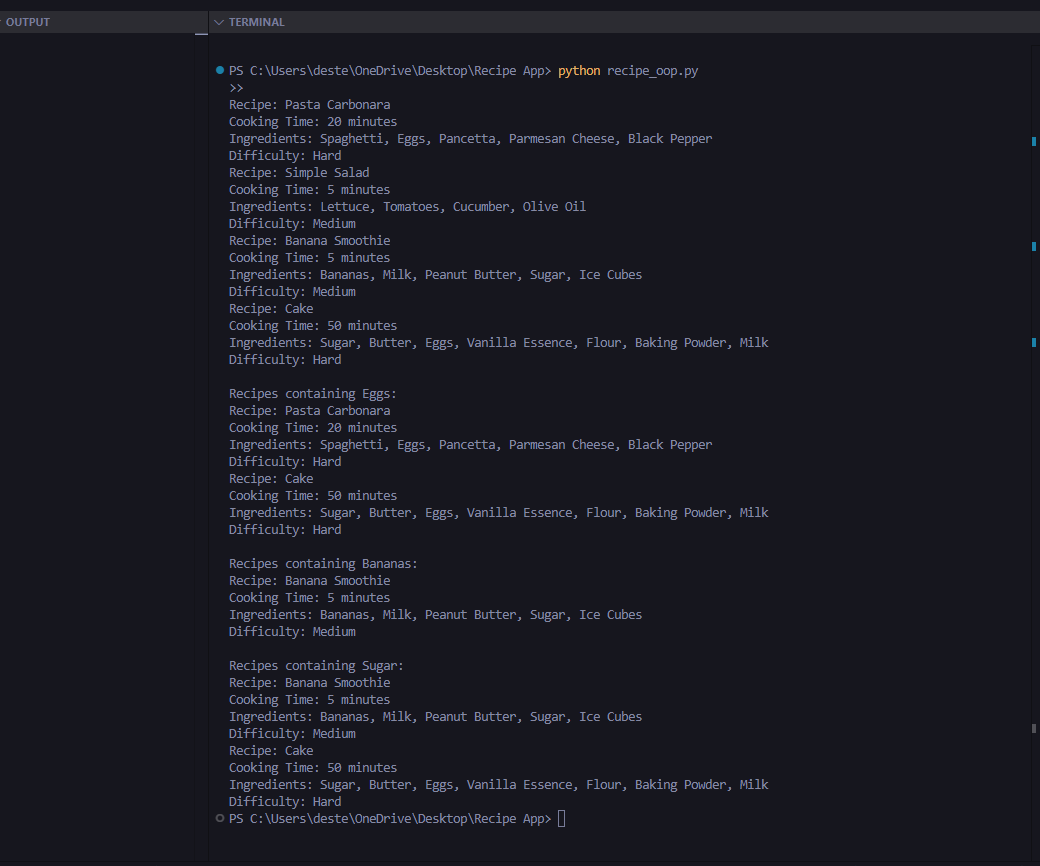 OUTPUT
TERMINAL
PS C:\Users\deste\OneDrive\Desktop\Recipe App> python recipe_oop.py
>>
Recipe: Pasta Carbonara
Cooking Time: 20 minutes
Ingredients: Spaghetti, Eggs, Pancetta, Parmesan Cheese, Black Pepper
Difficulty: Hard
Recipe: Simple Salad
Cooking Time: 5 minutes
Ingredients: Lettuce, Tomatoes, Cucumber, Olive Oil
Difficulty: Medium
Recipe: Banana Smoothie
Cooking Time: 5 minutes
Ingredients: Bananas, Milk, Peanut Butter, Sugar, Ice Cubes
Difficulty: Medium
Recipe: Cake
Cooking Time: 50 minutes
Ingredients: Sugar, Butter, Eggs, Vanilla Essence, Flour, Baking Powder, Milk
Difficulty: Hard

Recipes containing Eggs:
Recipe: Pasta Carbonara
Cooking Time: 20 minutes
Ingredients: Spaghetti, Eggs, Pancetta, Parmesan Cheese, Black Pepper
Difficulty: Hard
Recipe: Cake
Cooking Time: 50 minutes
Ingredients: Sugar, Butter, Eggs, Vanilla Essence, Flour, Baking Powder, Milk
Difficulty: Hard

Recipes containing Bananas:
Recipe: Banana Smoothie
Cooking Time: 5 minutes
Ingredients: Bananas, Milk, Peanut Butter, Sugar, Ice Cubes
Difficulty: Medium

Recipes containing Sugar:
Recipe: Banana Smoothie
Cooking Time: 5 minutes
Ingredients: Bananas, Milk, Peanut Butter, Sugar, Ice Cubes
Difficulty: Medium
Recipe: Cake
Cooking Time: 50 minutes
Ingredients: Sugar, Butter, Eggs, Vanilla Essence, Flour, Baking Powder, Milk
Difficulty: Hard
PS C:\Users\deste\OneDrive\Desktop\Recipe App>